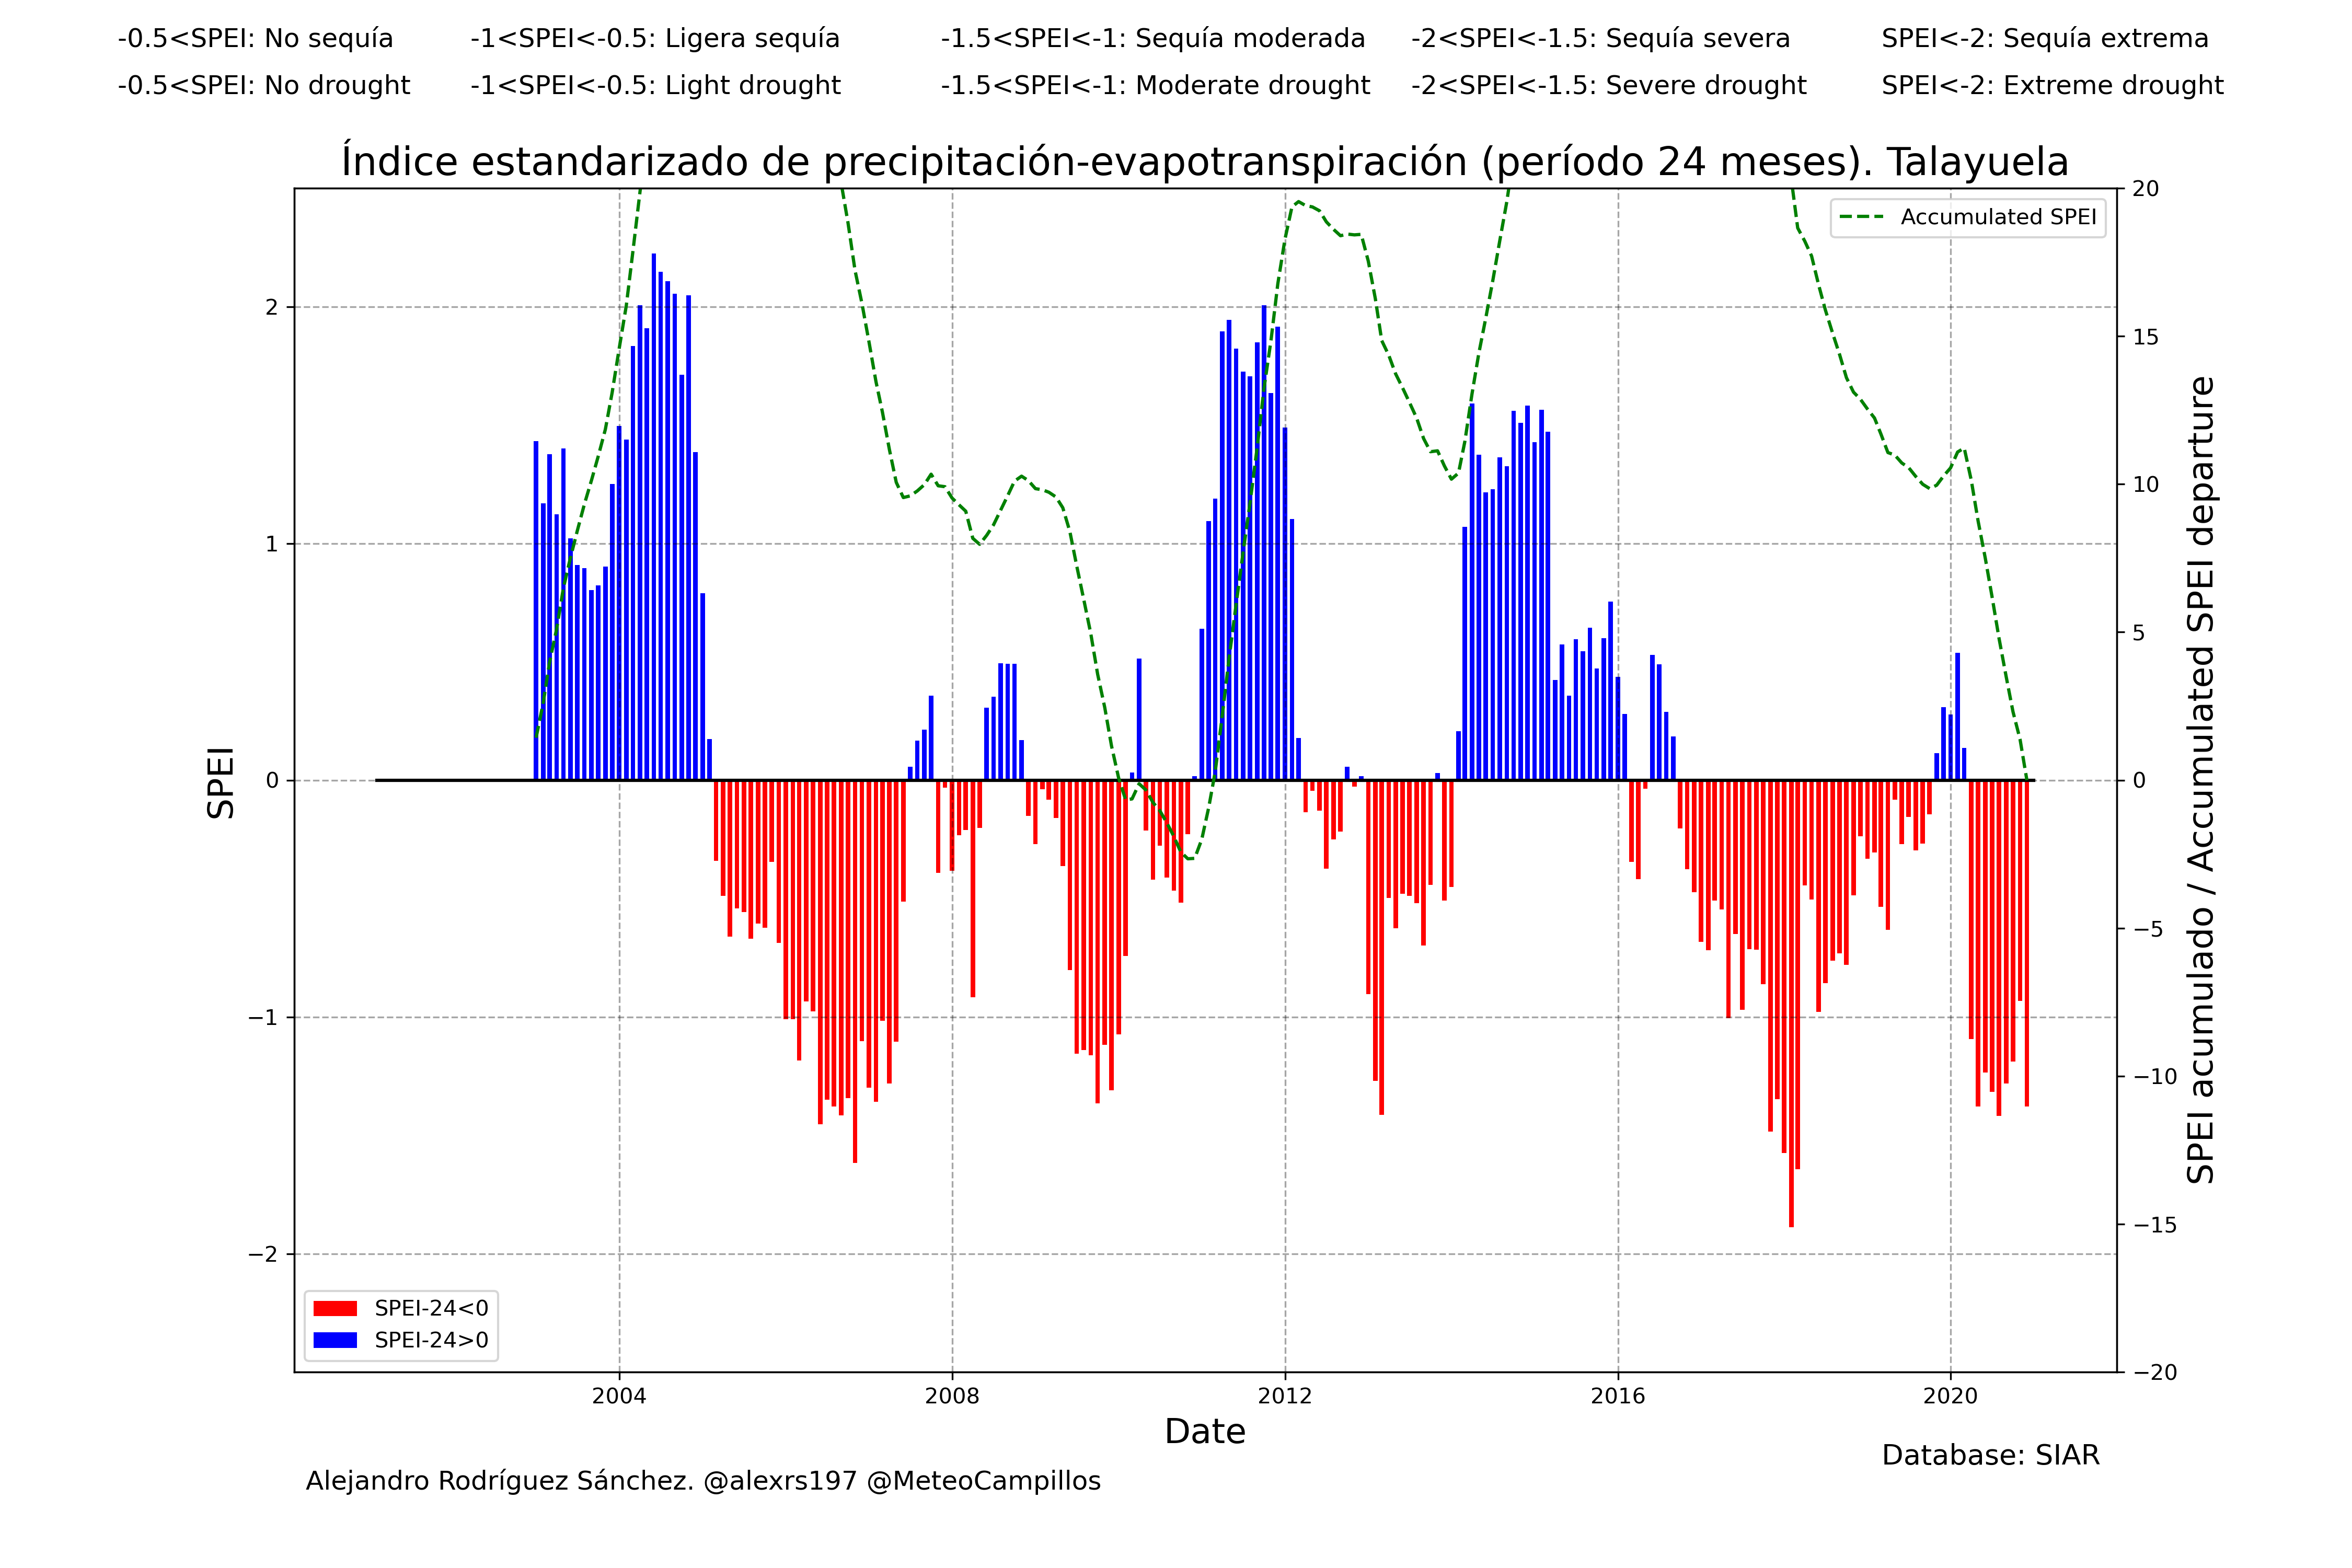 -0.5<SPEI: No sequía -1<SPEI<-0.5: Ligera sequía -1.5<SPEI<-1: Sequía moderada -2<SPEI<-1.5: Sequía severa SPEI<-2: Sequía extrema
-0.5<SPEI: No drought -1<SPEI<-0.5: Light drought -1.5<SPEI<-1: Moderate drought -2<SPEI<-1.5: Severe drought SPEI<-2: Extreme drought
Índice estandarizado de precipitación-evapotranspiración (período 24 meses). Talayuela
Accumulated SPEI
SPEI
2
1
0
−1
−2
20
15
10
5
0
−5
−10
−15
−20
SPEI acumulado / Accumulated SPEI departure
SPEI-24<0
SPEI-24>0
2004 2008 2012 2016 2020
Date
Database: SIAR
Alejandro Rodríguez Sánchez. @alexrs197 @MeteoCampillos